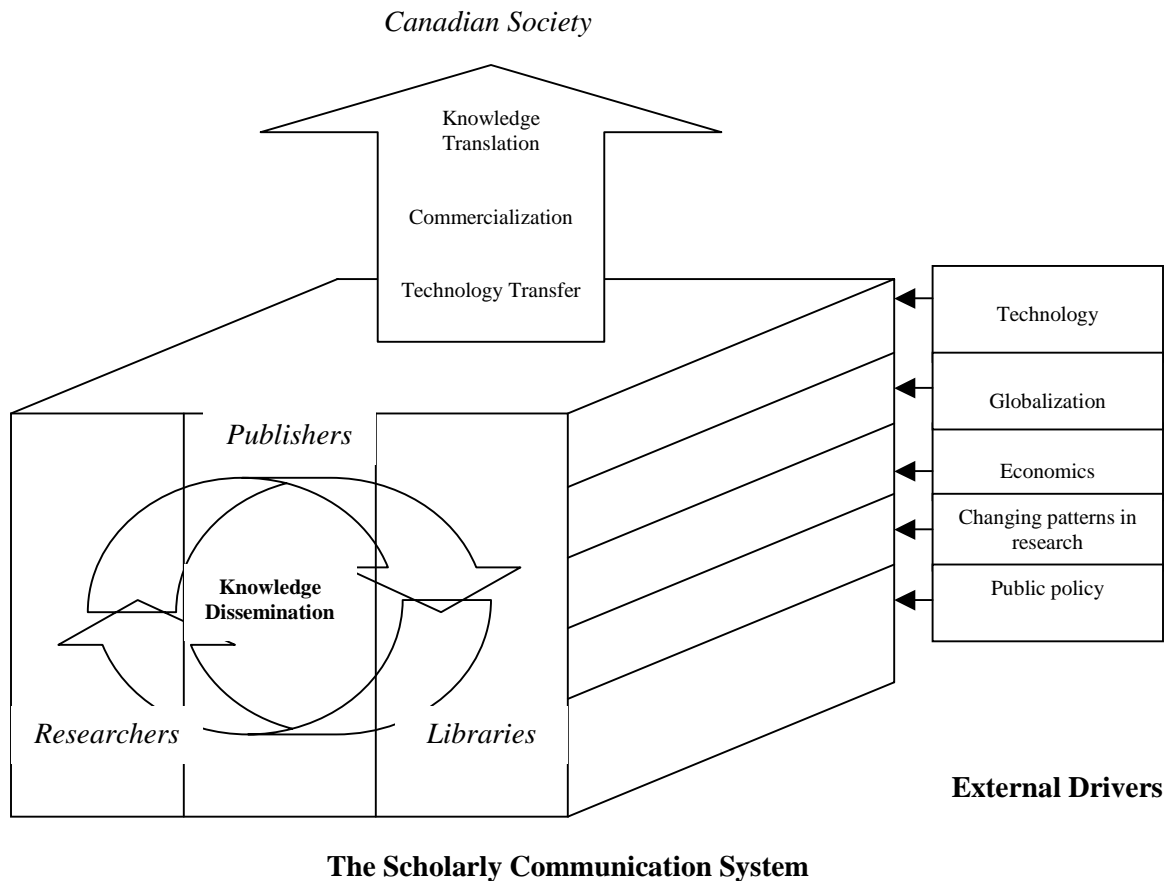 Canadian Society
Knowledge
Translation
Commercialization
Technology Transfer
Technology
Globalization
Economics
Changing patterns in
research
Public policy
Publishers
Knowledge
Dissemination
Researchers
Libraries
External Drivers
The Scholarly Communication System